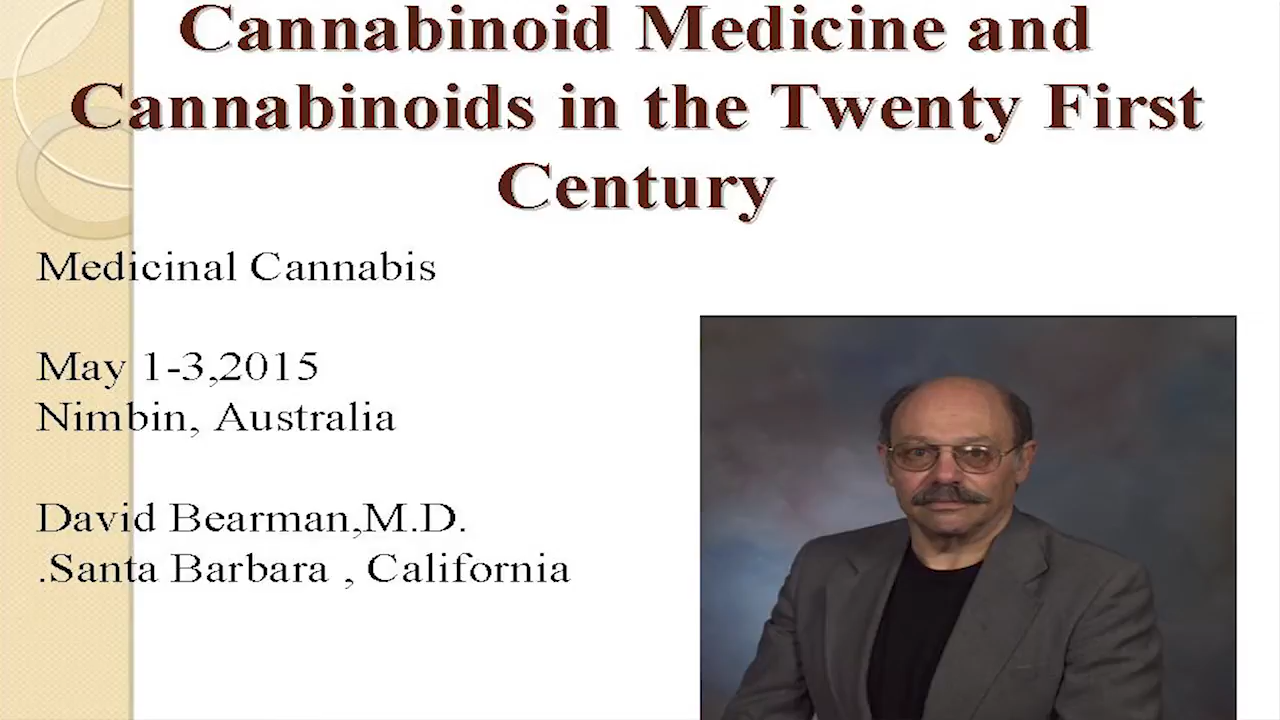 Cannabinoid Medicine and
Cannabinoids in the Twenty First
Century
Medicinal Cannabis
May 1-3,2015
Nimbin, Australia
David Bearman,M.D.
.Santa Barbara , California